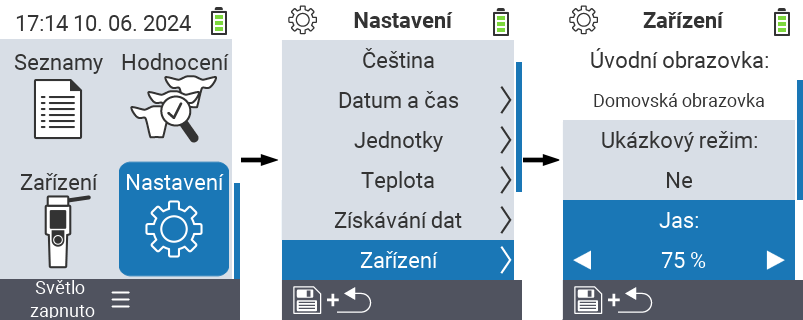 17:14 10. 06. 2024
Seznamy Hodnocení
Zařízení Nastavení
Světlo
zapnuto
Nastavení
Čeština
Datum a čas
Jednotky
Teplota
Získávání dat
Zařízení
+
Zařízení
Úvodní obrazovka:
Domovská obrazovka
Ukázkový režim:
Ne
Jas:
75 %
+